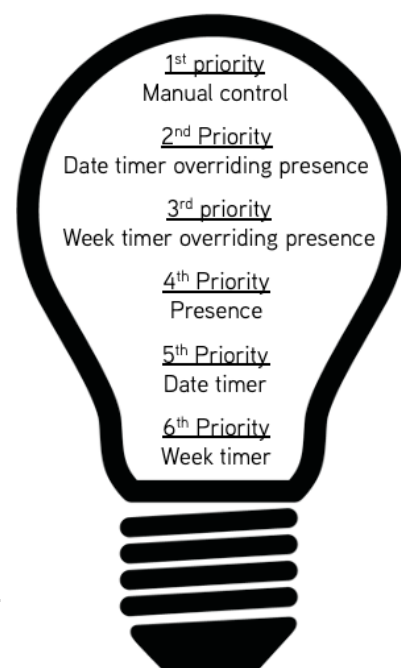 1st priority
Manual control
2nd Priority
Date timer overriding presence
3rd priority
Week timer overriding presence
4th Priority
Presence
5th Priority
Date timer
6th Priority
Week timer